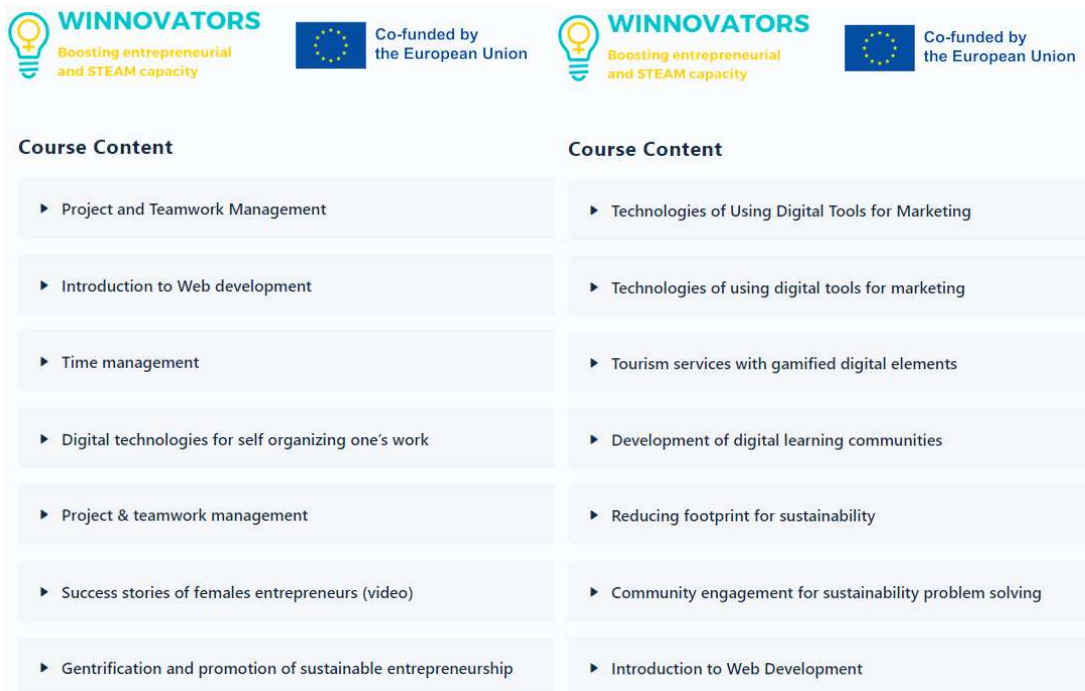 WINNOVATORS
Boosting entrepreneurial
and STEAM capacity
Co-funded by
the European Union
Course Content
Project and Teamwork Management
Introduction to Web development
Time management
Digital technologies for self organizing one's work
Project & teamwork management
Success stories of females entrepreneurs (video)
Gentrification and promotion of sustainable entrepreneurship
WINNOVATORS
Boosting entrepreneurial
and STEAM capacity
Co-funded by
the European Union
Course Content
Technologies of Using Digital Tools for Marketing
Technologies of using digital tools for marketing
Tourism services with gamified digital elements
Development of digital learning communities
Reducing footprint for sustainability
Community engagement for sustainability problem solving
Introduction to Web Development